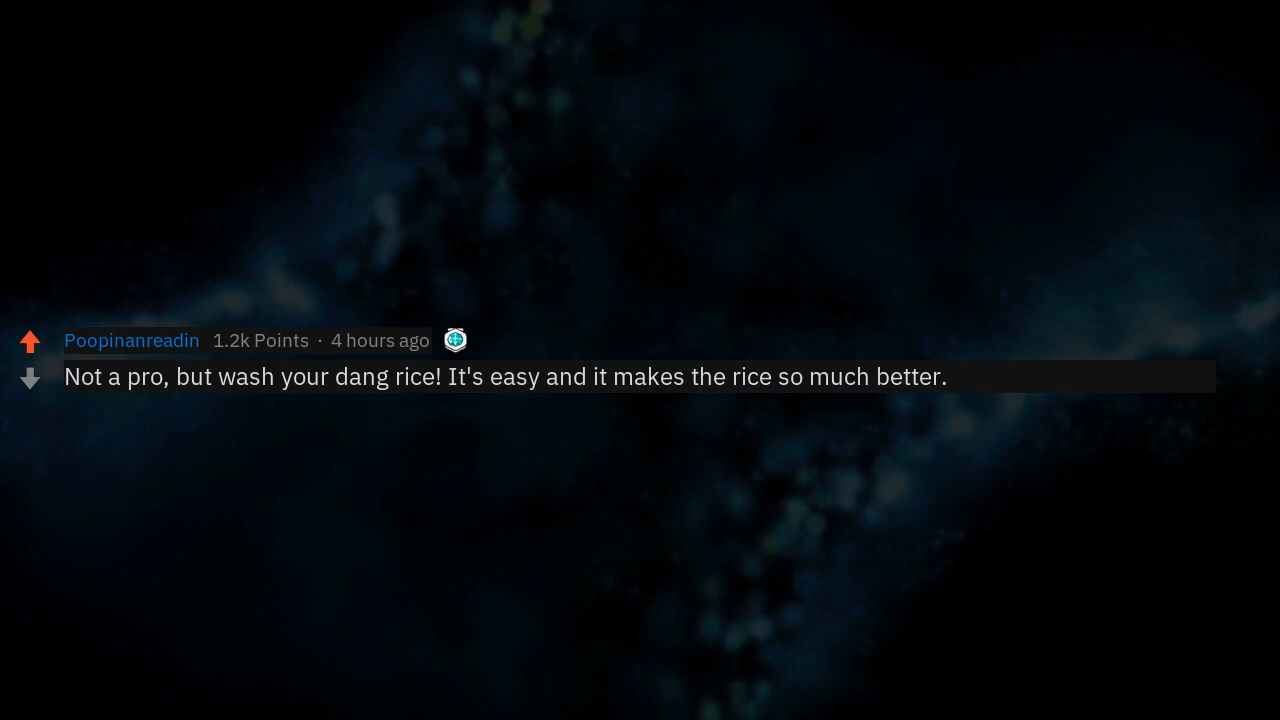 Poopinanreadin 1.2k Points · 4 hours ago
Not a pro, but wash your dang rice! It's easy and it makes the rice so much better.